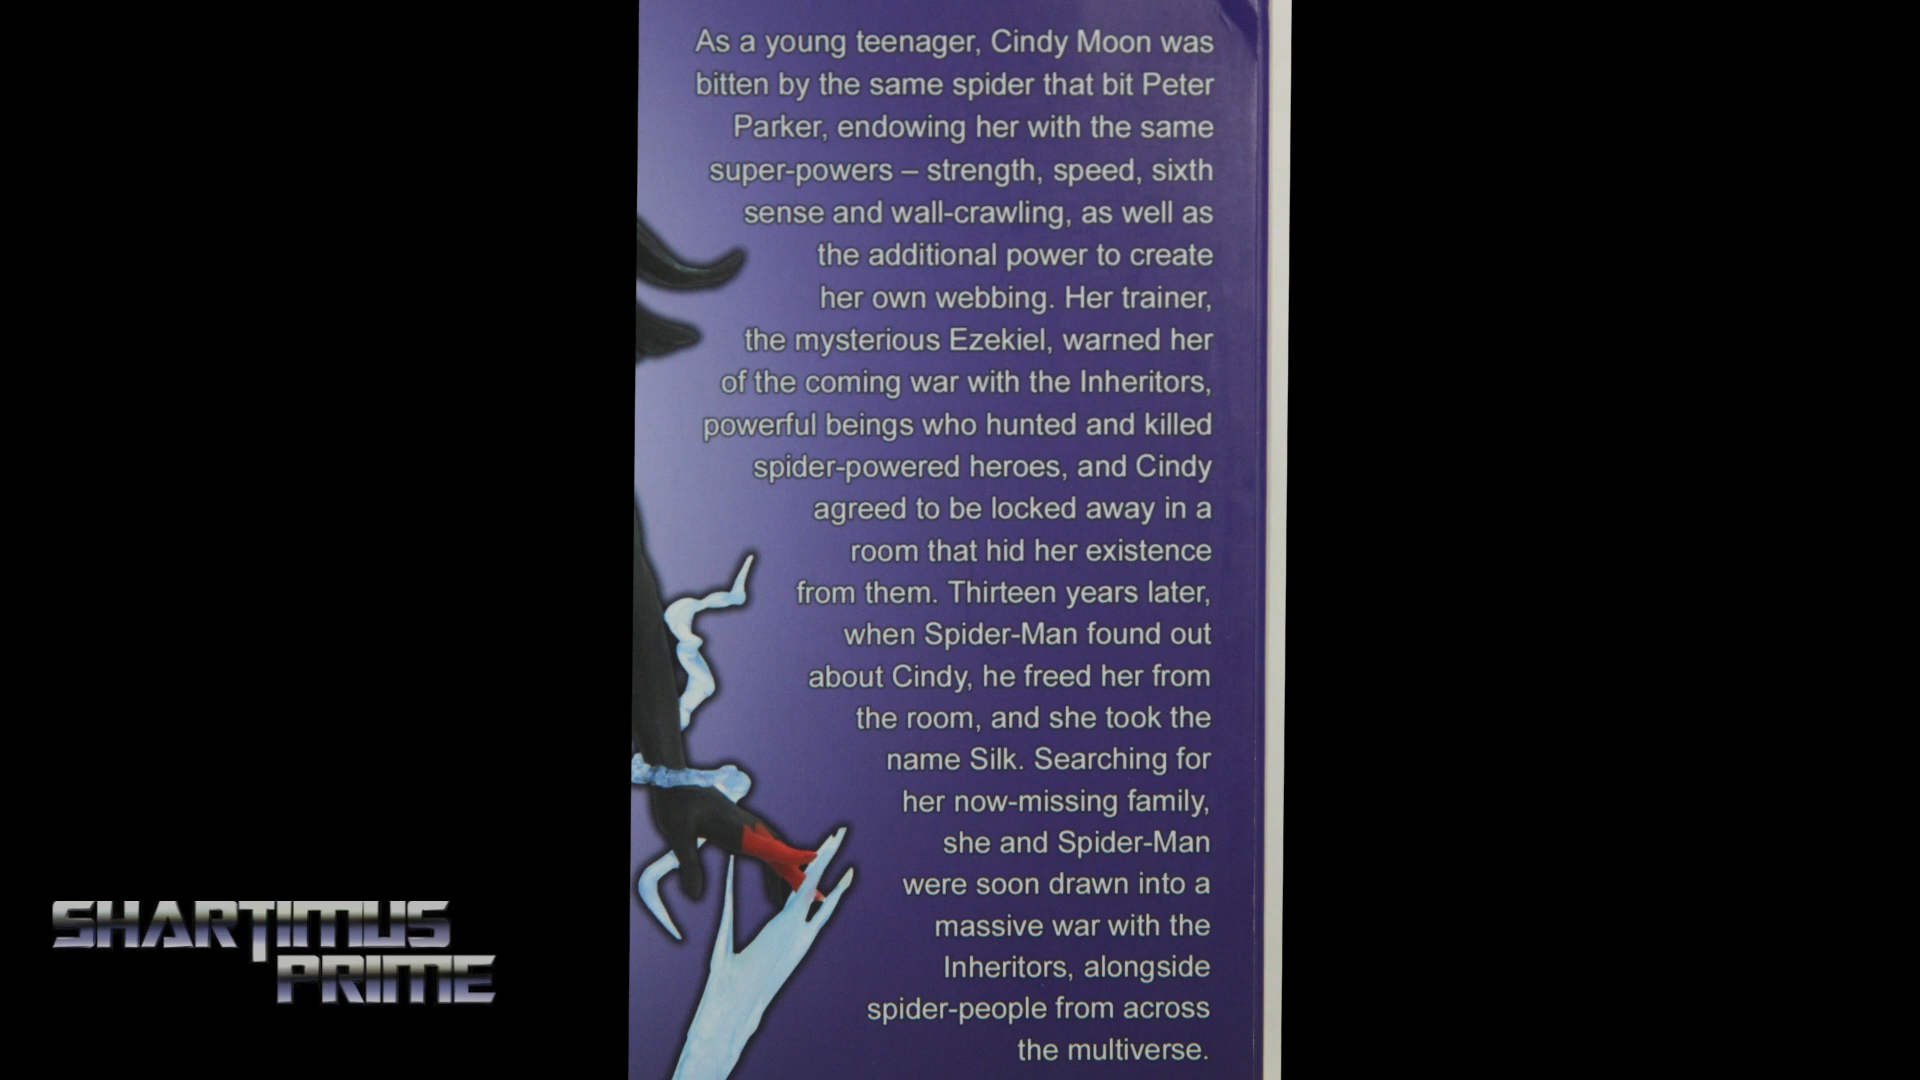 As a young teenager, Cindy Moon was
bitten by the same spider that bit Peter
Parker, endowing her with the same
super-powers – strength, speed, sixth
sense and wall-crawling, as well as
the additional power to create
her own webbing. Her trainer,
the mysterious Ezekiel, warned her
of the coming war with the Inheritors,
powerful beings who hunted and killed
spider-powered heroes, and Cindy
agreed to be locked away in a
room that hid her existence
from them. Thirteen years later,
when Spider-Man found out
about Cindy, he freed her from
the room, and she took the
name Silk. Searching for
her now-missing family,
she and Spider-Man
were soon drawn into a
massive war with the
Inheritors, alongside
spider-people from across
the multiverse.
SHARTIMUS
PRIME